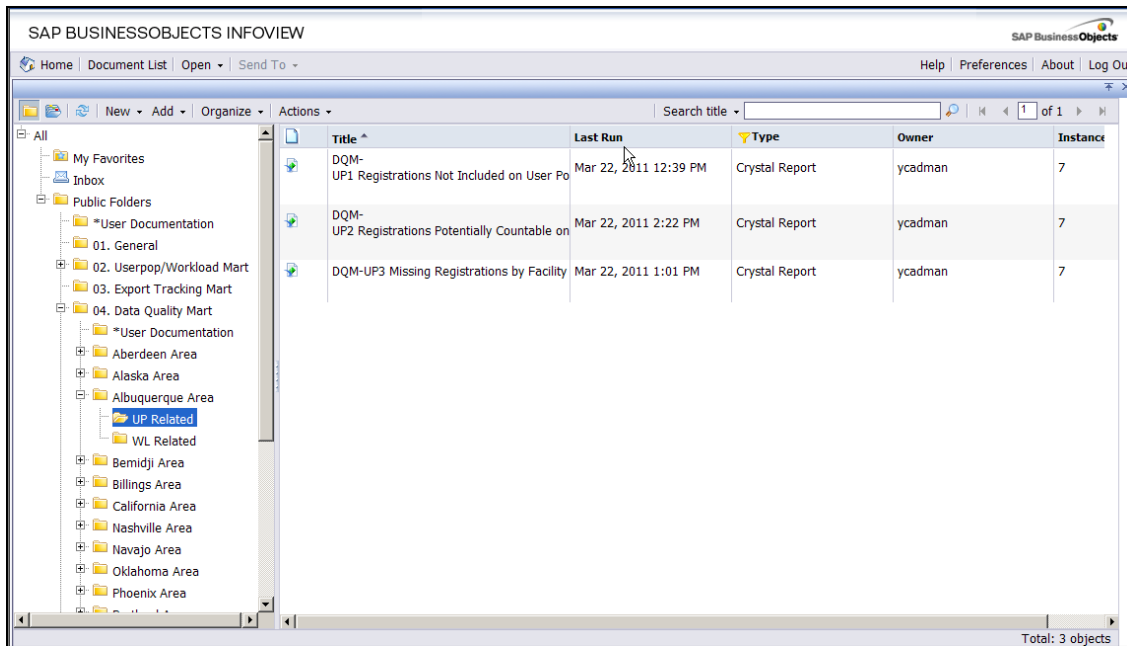 SAP BUSINESSOBJECTS INFOVIEW
SAP BusinessObjects
Home Document List Open Send To
Help Preferences About Log Ou
New Add Organize Actions
Search title 1 of 1
All
My Favorites
Inbox
Public Folders
*User Documentation
01. General
02. Userpop/Workload Mart
03. Export Tracking Mart
04. Data Quality Mart
*User Documentation
Aberdeen Area
Alaska Area
Albuquerque Area
UP Related
WL Related
Bemidji Area
Billings Area
California Area
Nashville Area
Navajo Area
Oklahoma Area
Phoenix Area
Title Last Run Type Owner Instance
DQM-
UP1 Registrations Not Included on User Po Mar 22, 2011 12:39 PM Crystal Report ycadman 7
DQM-
UP2 Registrations Potentially Countable on Mar 22, 2011 2:22 PM Crystal Report ycadman 7
DQM-UP3 Missing Registrations by Facility Mar 22, 2011 1:01 PM Crystal Report ycadman 7
Total: 3 objects